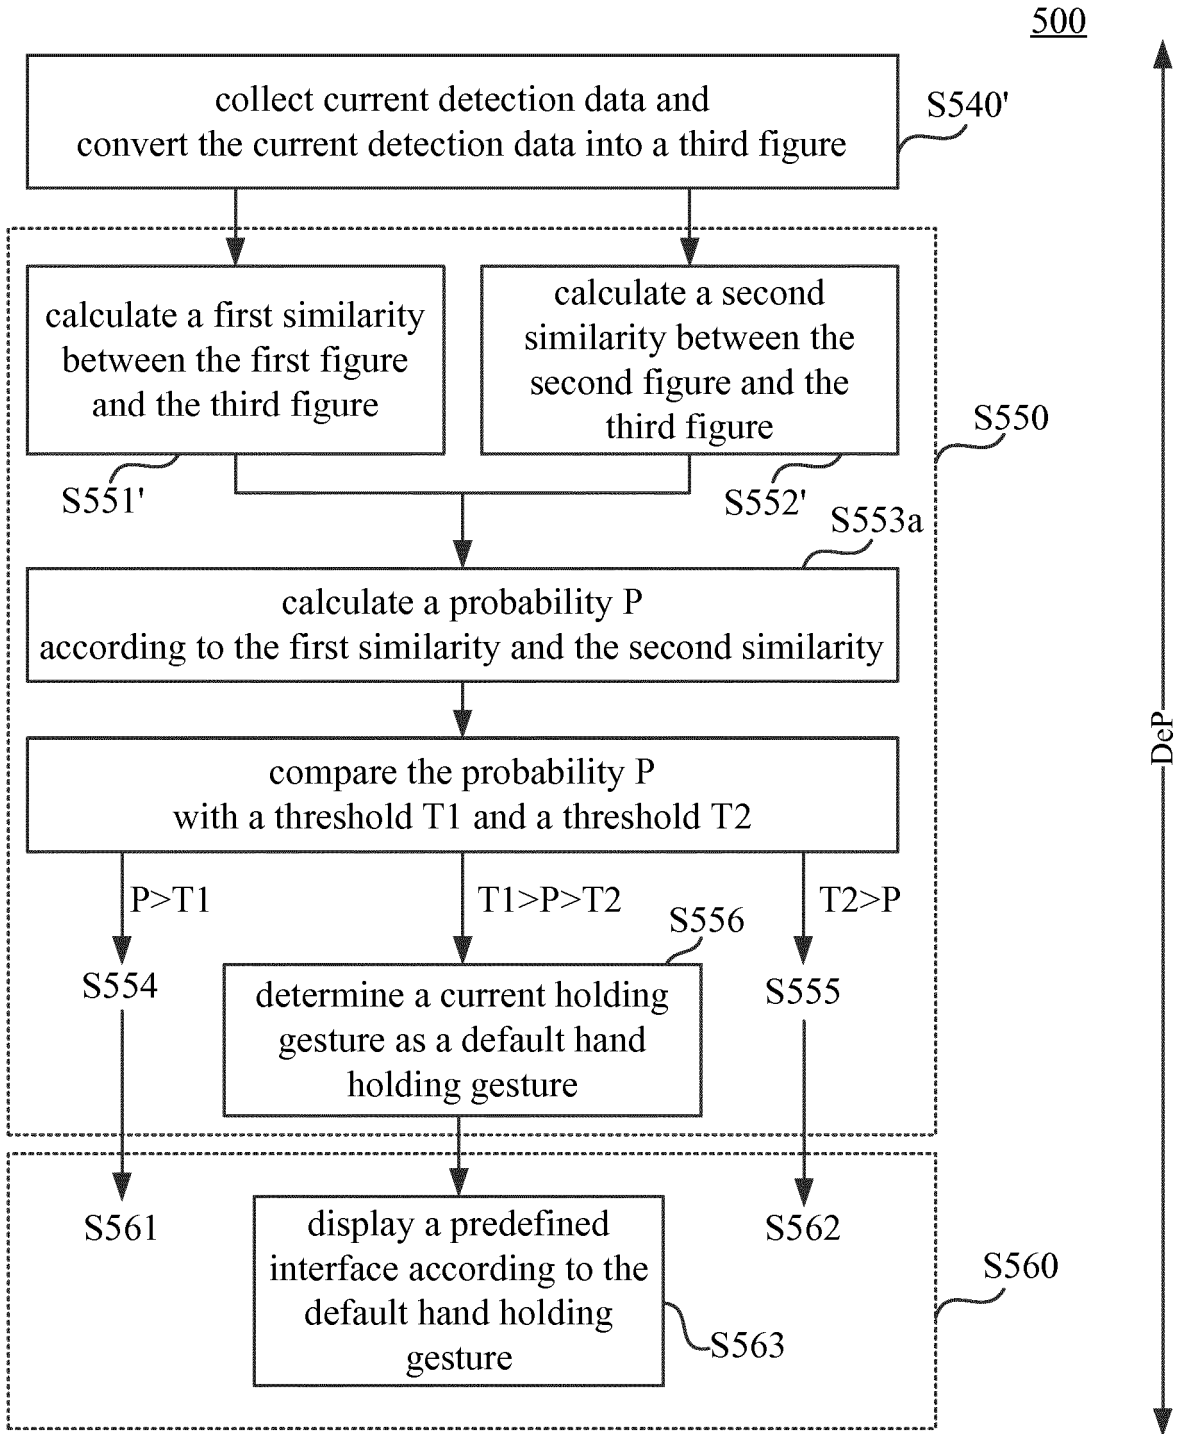 500
collect current detection data and
convert the current detection data into a third figure
S540'
calculate a first similarity
between the first figure
and the third figure
S551'
calculate a second
similarity between the
second figure and the
third figure
S552'
S550
S553a
calculate a probability P
according to the first similarity and the second similarity
compare the probability P
with a threshold T1 and a threshold T2
P>T1
T1>P>T2
T2>P
S554
S556
determine a current holding
gesture as a default hand
holding gesture
S555
S561
display a predefined
interface according to the
default hand holding
gesture
S563
S562
S560
DeP